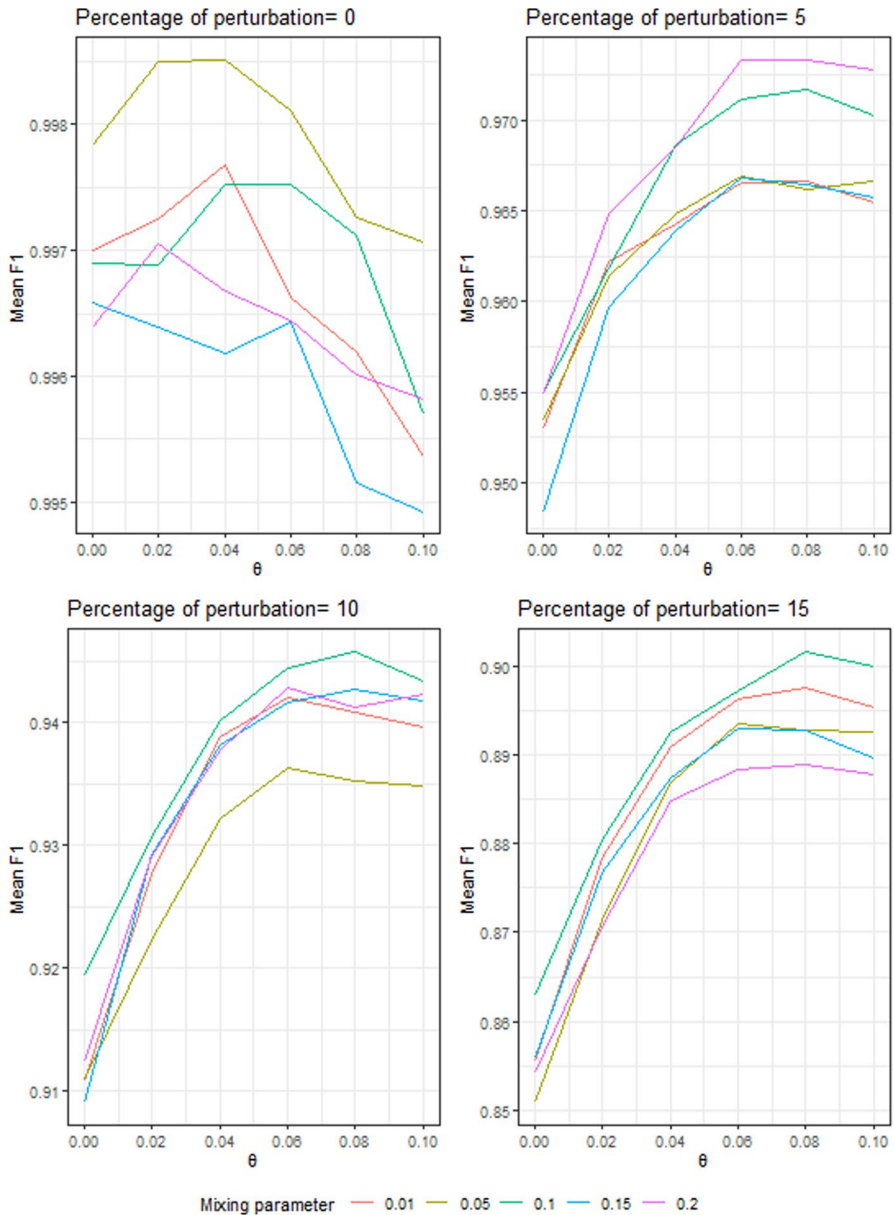 Percentage of perturbation= 0
Mean F1
0.998
0.997
0.996
0.995
0.00 0.02 0.04 0.06 0.08 0.10
θ
Percentage of perturbation= 5
Mean F1
0.970
0.965
0.960
0.955
0.950
0.00 0.02 0.04 0.06 0.08 0.10
θ
Percentage of perturbation= 10
Mean F1
0.94
0.93
0.92
0.91
0.00 0.02 0.04 0.06 0.08 0.10
θ
Percentage of perturbation= 15
Mean F1
0.90
0.89
0.88
0.87
0.86
0.85
0.00 0.02 0.04 0.06 0.08 0.10
θ
Mixing parameter 0.01 0.05 0.1 0.15 0.2